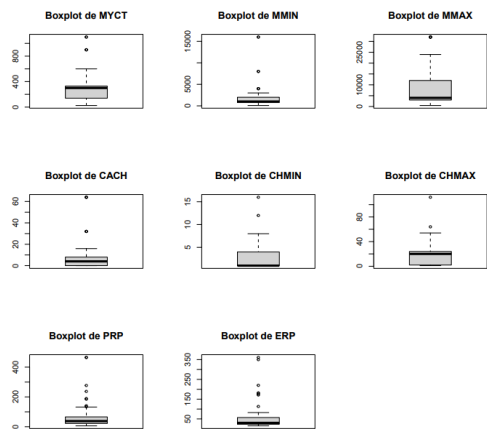 Boxplot de MYCT
Boxplot de MMIN
Boxplot de MMAX
0 400 800
0 5000 15000
0 10000 25000
Boxplot de CACH
Boxplot de CHMIN
Boxplot de CHMAX
0 20 40 60
5 10 15
0 40 80
Boxplot de PRP
Boxplot de ERP
0 200 400
50 150 250 350